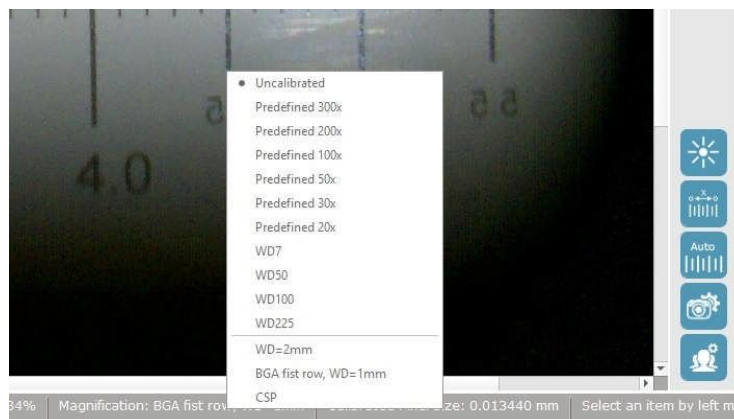 4.0
Uncalibrated
Predefined 300x
Predefined 200x
Predefined 100x
Predefined 50x
Predefined 30x
Predefined 20x
WD7
WD50
WD100
WD225
WD=2mm
BGA fist row, WD=1mm
CSP
Auto
34% Magnification: BGA fist row, Size: 0.013440 mm Select an item by left m